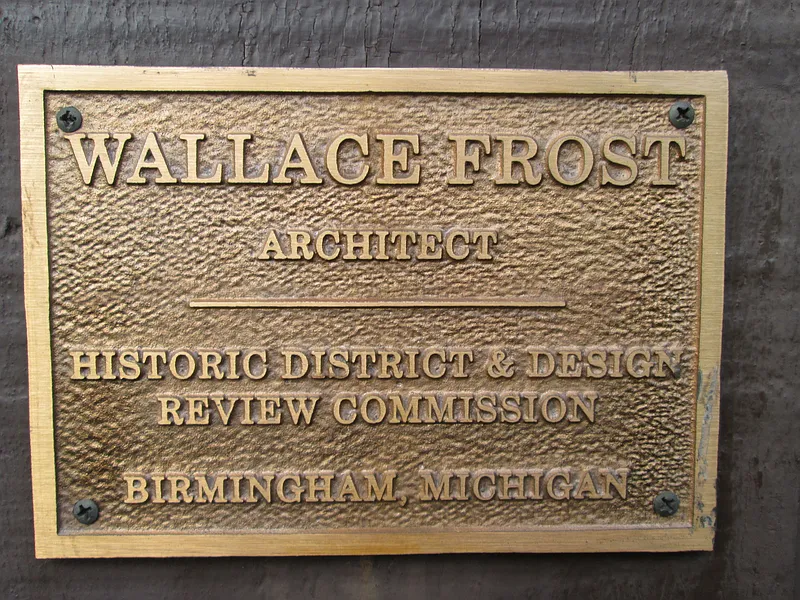 WALLACE FROST
ARCHITECT
HISTORIC DISTRICT & DESIGN
REVIEW COMMISSION
BIRMINGHAM, MICHIGAN